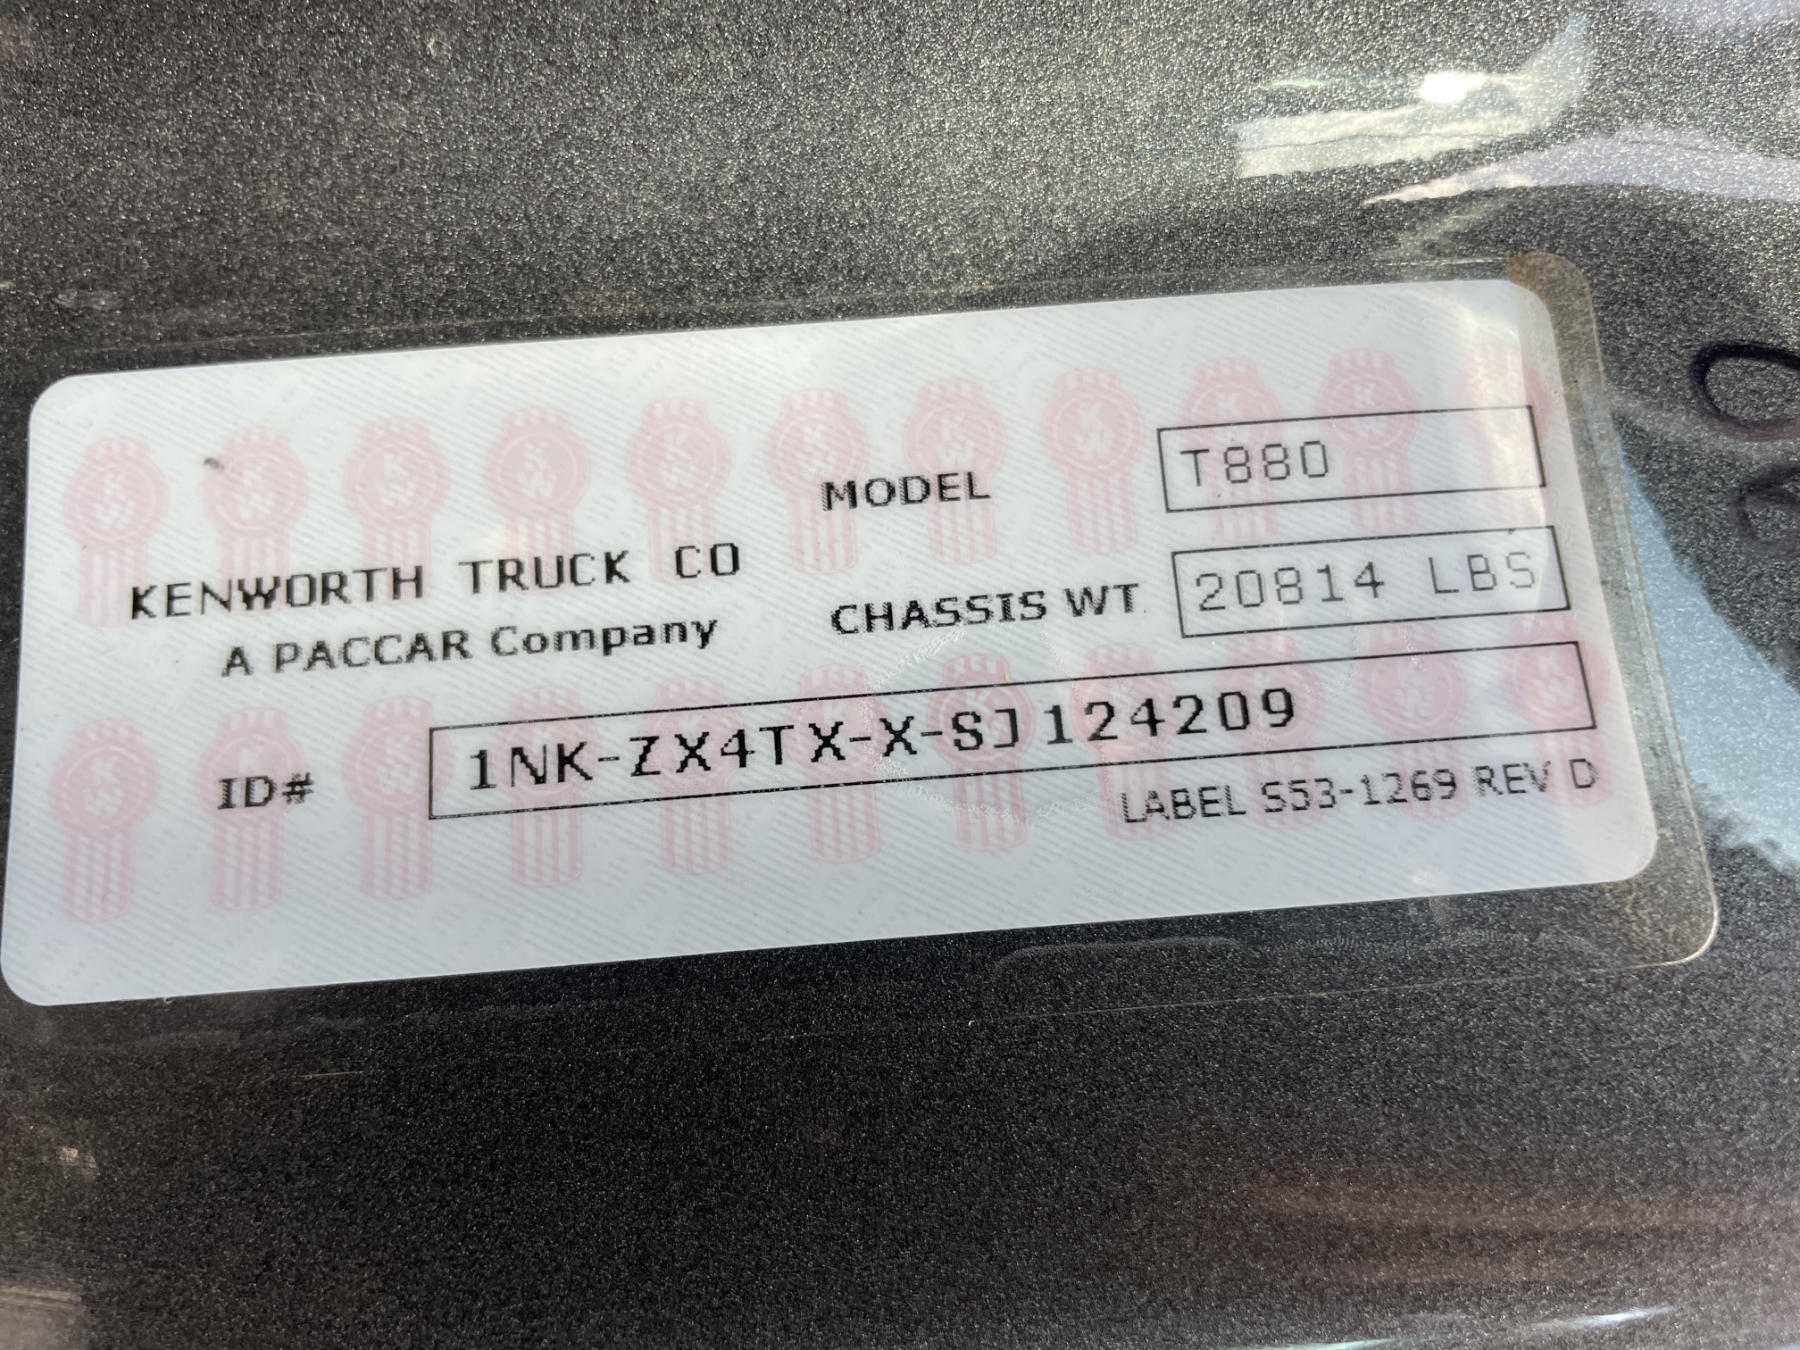 MODEL T880
KENWORTH TRUCK CO
A PACCAR Company
CHASSIS WT. 20814 LBS
ID# 1NK-ZX4TX-X-SJ124209
LABEL S53-1269 REV D